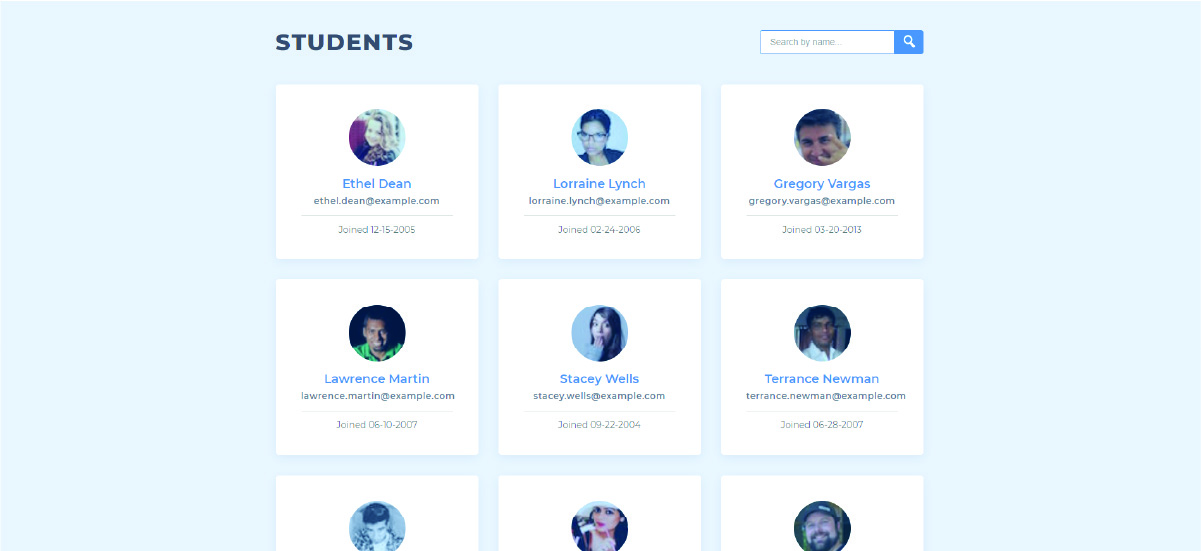 STUDENTS
Search by name...
Ethel Dean
ethel.dean@example.com
Joined 12-15-2005
Lorraine Lynch
lorraine.lynch@example.com
Joined 02-24-2006
Gregory Vargas
gregory.vargas@example.com
Joined 03-20-2013
Lawrence Martin
lawrence.martin@example.com
Joined 06-10-2007
Stacey Wells
stacey.wells@example.com
Joined 09-22-2004
Terrance Newman
terrance.newman@example.com
Joined 06-28-2007